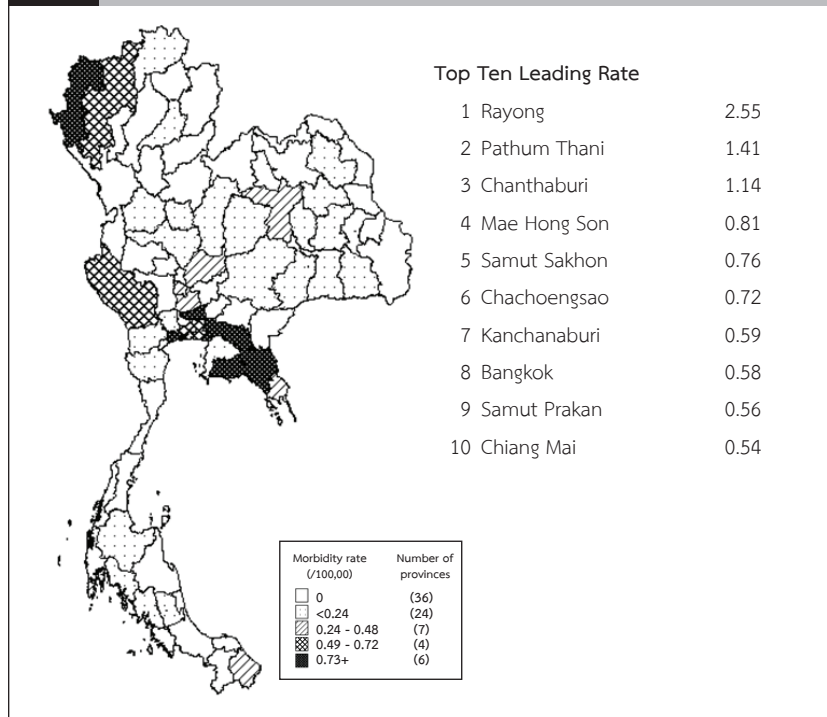 Top Ten Leading Rate
1 Rayong 2.55
2 Pathum Thani 1.41
3 Chanthaburi 1.14
4 Mae Hong Son 0.81
5 Samut Sakhon 0.76
6 Chachoengsao 0.72
7 Kanchanaburi 0.59
8 Bangkok 0.58
9 Samut Prakan 0.56
10 Chiang Mai 0.54
Morbidity rate Number of
(/100,00) provinces
0 (36)
<0.24 (24)
0.24 - 0.48 (7)
0.49 - 0.72 (4)
0.73+ (6)